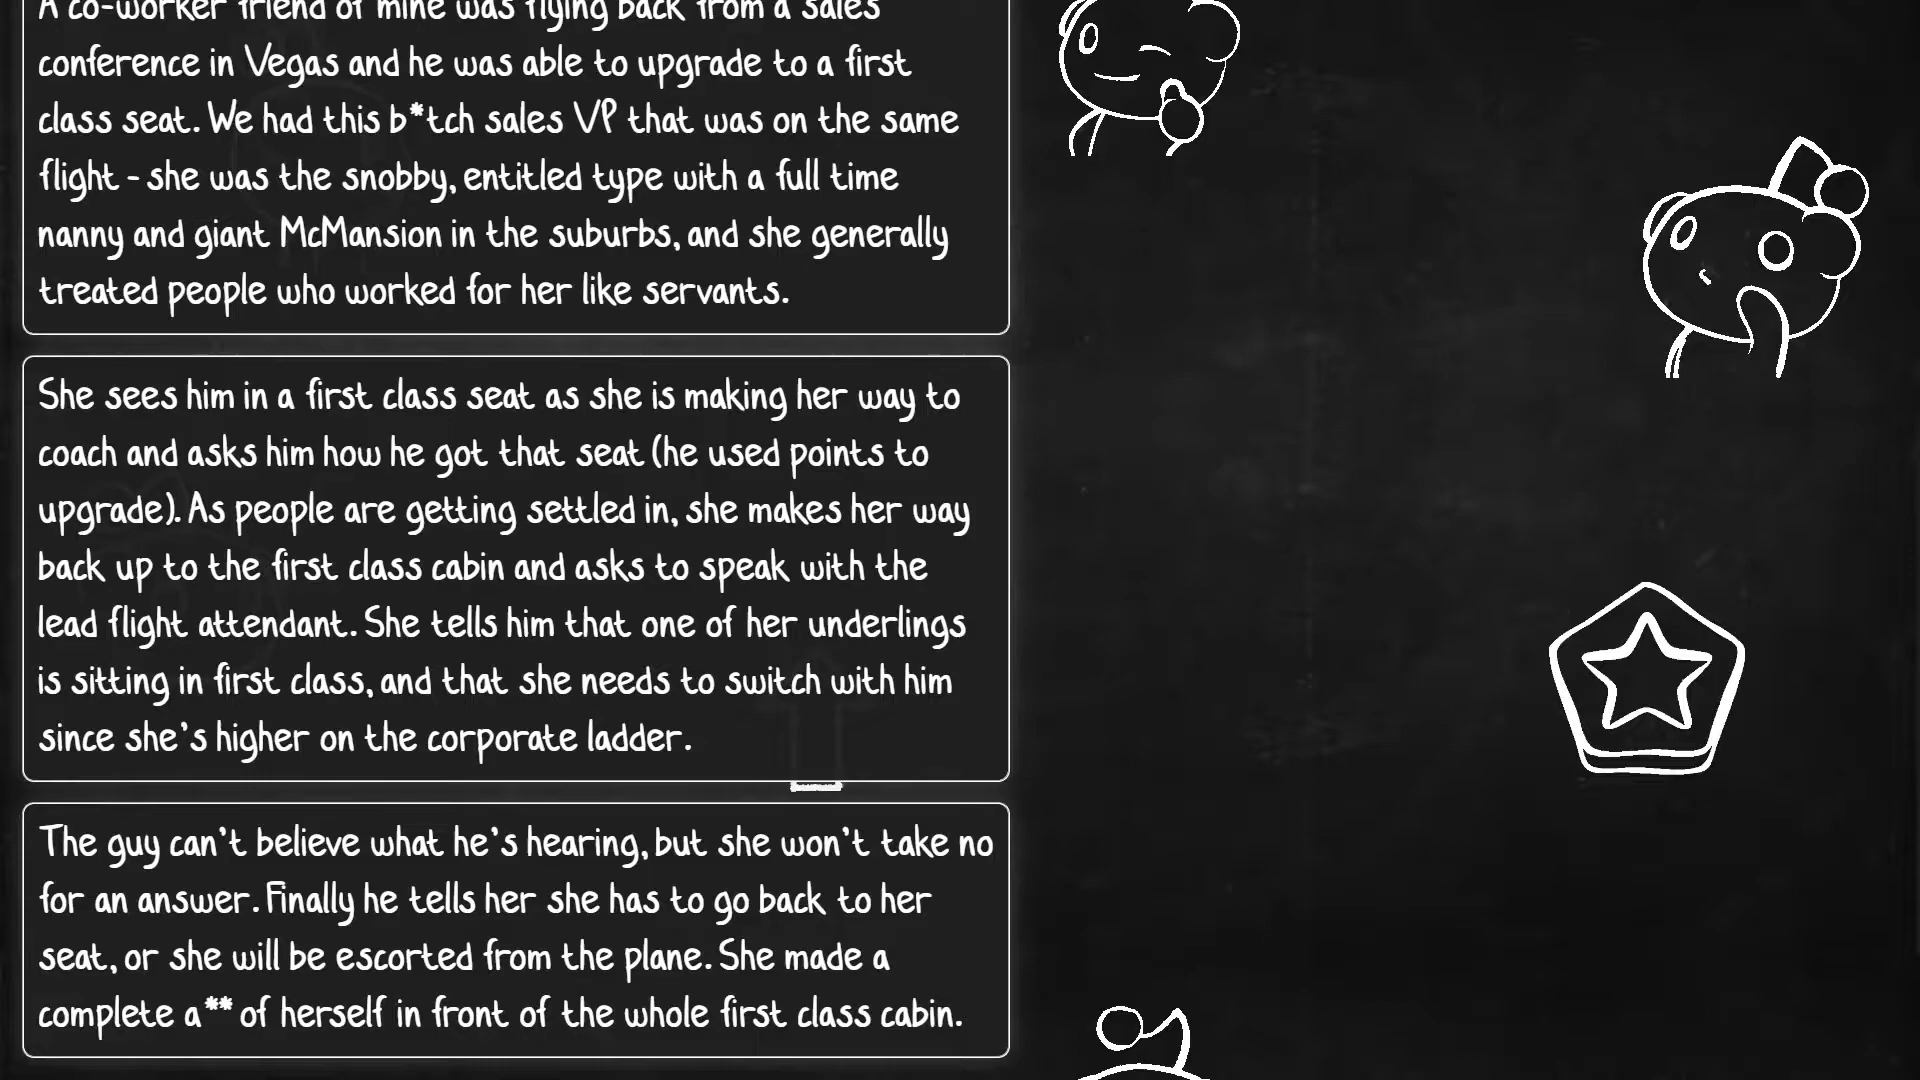 A co-worker friend of mine was flying back from a sales
conference in Vegas and he was able to upgrade to a first
class seat. We had this b*tch sales VP that was on the same
flight - she was the snobby, entitled type with a full time
nanny and giant McMansion in the suburbs, and she generally
treated people who worked for her like servants.
She sees him in a first class seat as she is making her way to
coach and asks him how he got that seat (he used points to
upgrade). As people are getting settled in, she makes her way
back up to the first class cabin and asks to speak with the
lead flight attendant. She tells him that one of her underlings
is sitting in first class, and that she needs to switch with him
since she's higher on the corporate ladder.
The guy can't believe what he's hearing, but she won't take no
for an answer. Finally he tells her she has to go back to her
seat, or she will be escorted from the plane. She made a
complete a** of herself in front of the whole first class cabin.